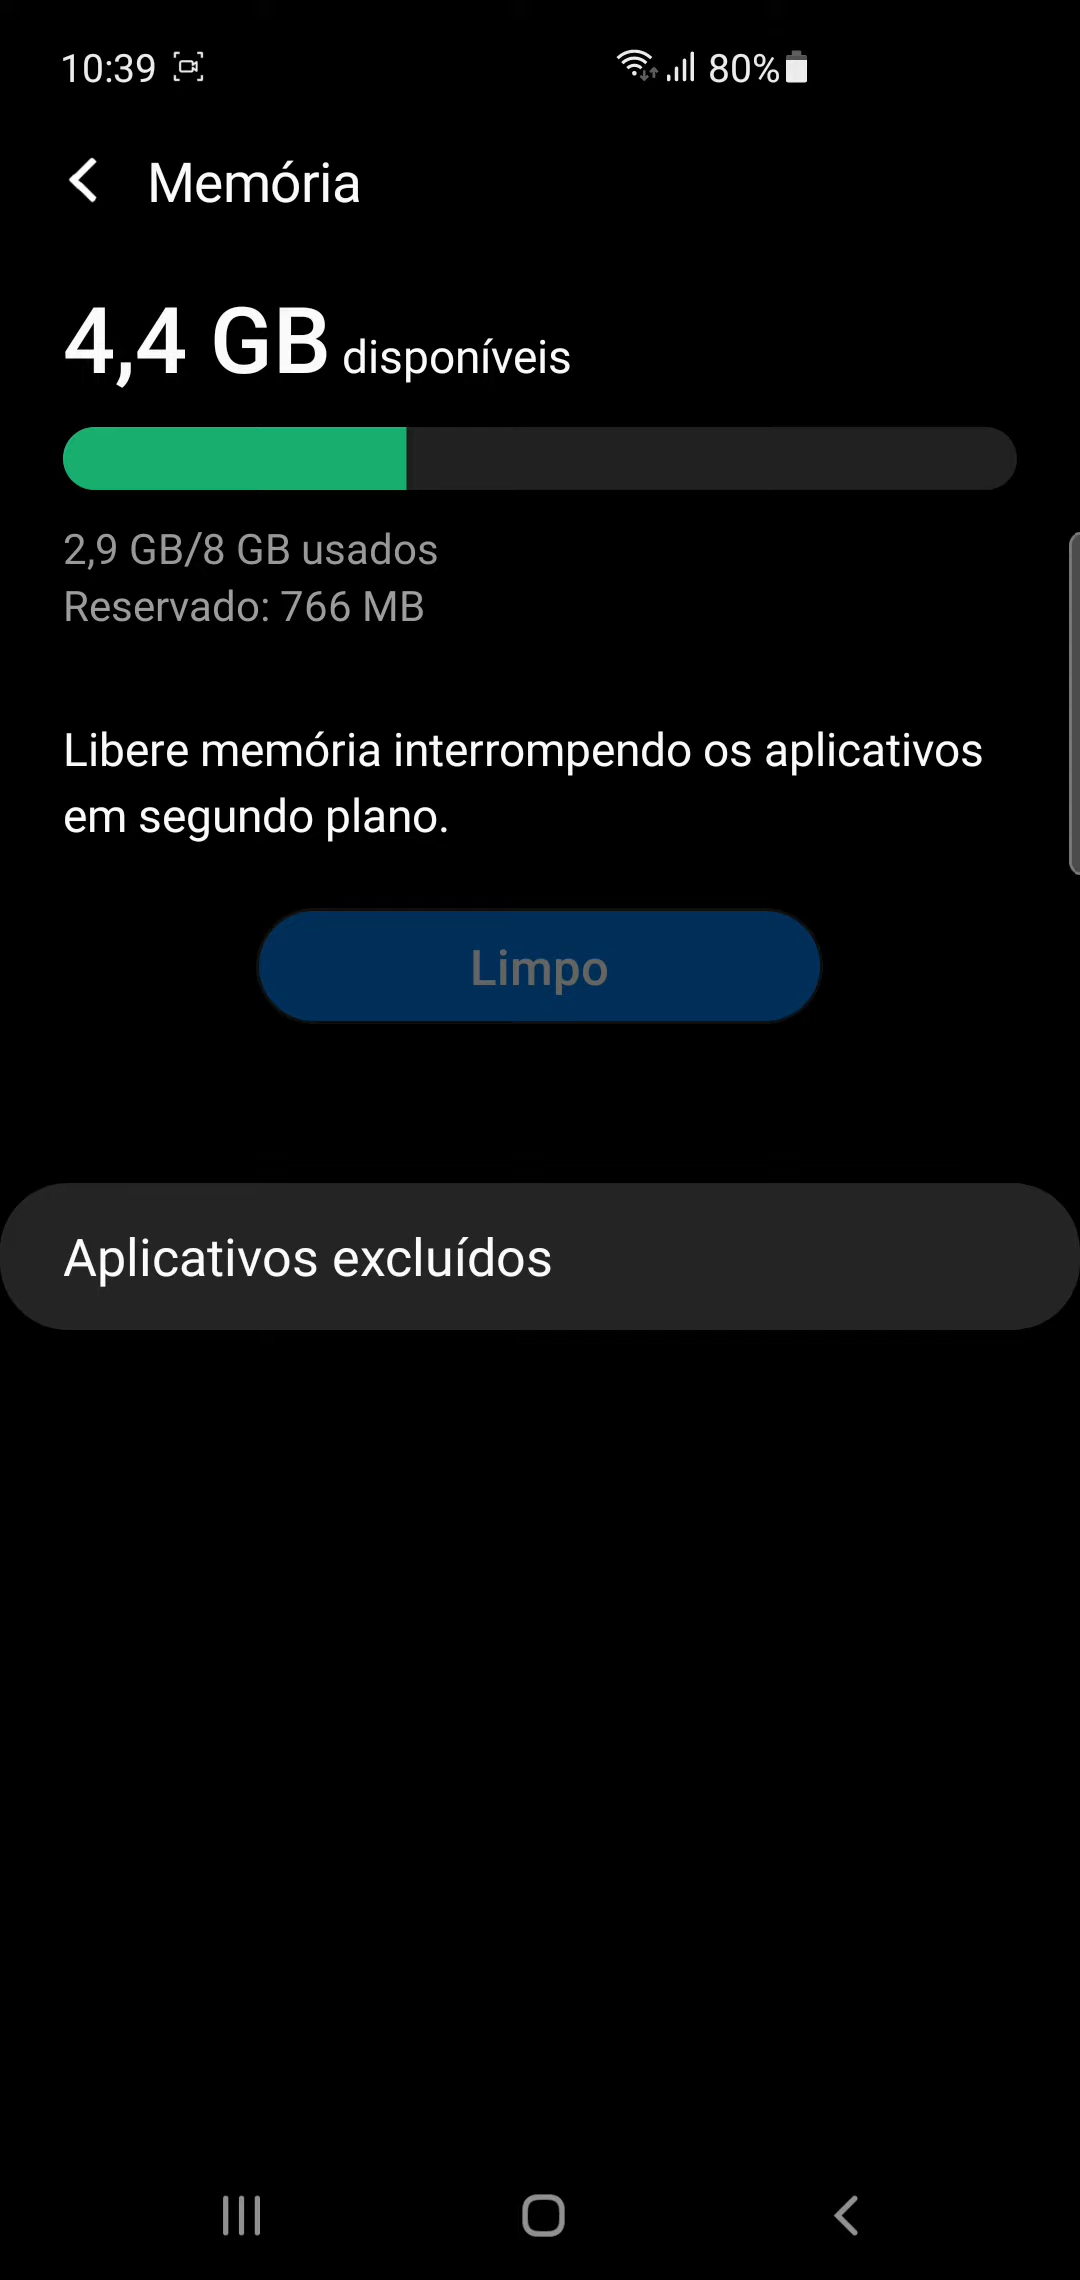 10:39 80%
Memória
4,4 GB disponíveis
2,9 GB/8 GB usados
Reservado: 766 MB
Libere memória interrompendo os aplicativos
em segundo plano.
Limpo
Aplicativos excluídos